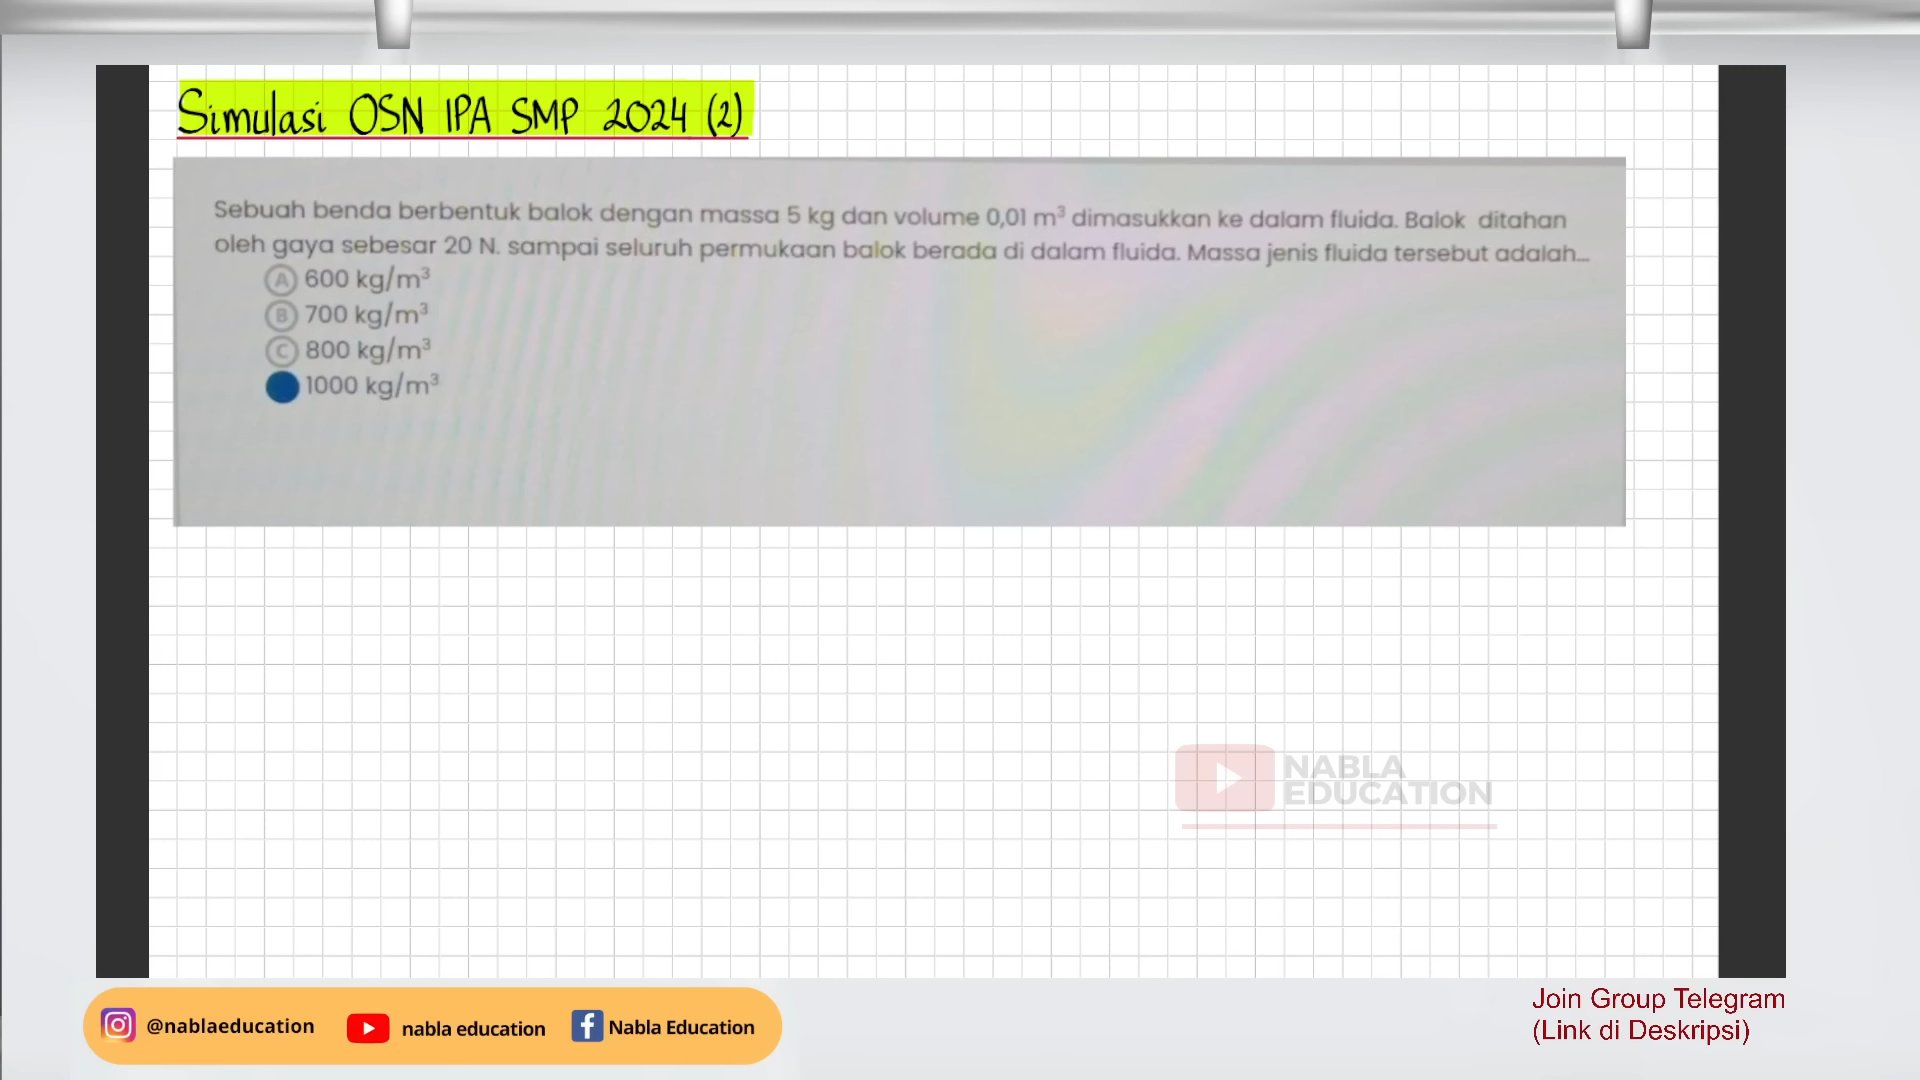 Simulasi OSN IPA SMP 2024 (2)
Sebuah benda berbentuk balok dengan massa 5 kg dan volume 0,01 m³ dimasukkan ke dalam fluida. Balok ditahan
oleh gaya sebesar 20 N. sampai seluruh permukaan balok berada di dalam fluida. Massa jenis fluida tersebut adalah...
A 600 kg/m³
B 700 kg/m³
C 800 kg/m³
1000 kg/m³
NABLA
EDUCATION
@nablaeducation
nabla education
Nabla Education
Join Group Telegram
(Link di Deskripsi)